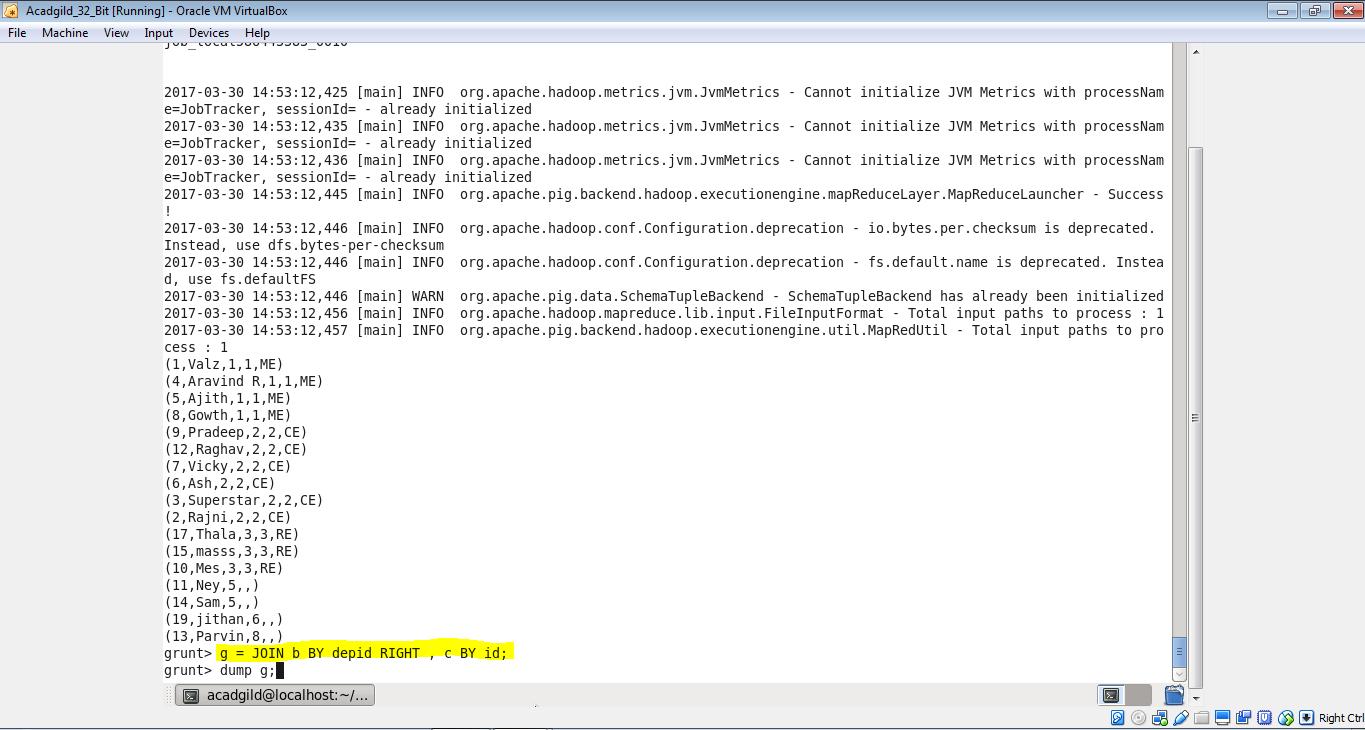 Acadgild_32_Bit [Running] - Oracle VM VirtualBox
File Machine View Input Devices Help
2017-03-30 14:53:12,425 [main] INFO  org.apache.hadoop.metrics.jvm.JvmMetrics - Cannot initialize JVM Metrics with processNam
e=JobTracker, sessionId= - already initialized
2017-03-30 14:53:12,435 [main] INFO  org.apache.hadoop.metrics.jvm.JvmMetrics - Cannot initialize JVM Metrics with processNam
e=JobTracker, sessionId= - already initialized
2017-03-30 14:53:12,436 [main] INFO  org.apache.hadoop.metrics.jvm.JvmMetrics - Cannot initialize JVM Metrics with processNam
e=JobTracker, sessionId= - already initialized
2017-03-30 14:53:12,445 [main] INFO  org.apache.pig.backend.hadoop.executionengine.mapReduceLayer.MapReduceLauncher - Success
!
2017-03-30 14:53:12,446 [main] INFO  org.apache.hadoop.conf.Configuration.deprecation - io.bytes.per.checksum is deprecated.
Instead, use dfs.bytes-per-checksum
2017-03-30 14:53:12,446 [main] INFO  org.apache.hadoop.conf.Configuration.deprecation - fs.default.name is deprecated. Instea
d, use fs.defaultFS
2017-03-30 14:53:12,446 [main] WARN  org.apache.pig.data.SchemaTupleBackend - SchemaTupleBackend has already been initialized
2017-03-30 14:53:12,456 [main] INFO  org.apache.hadoop.mapreduce.lib.input.FileInputFormat - Total input paths to process : 1
2017-03-30 14:53:12,457 [main] INFO  org.apache.pig.backend.hadoop.executionengine.util.MapRedUtil - Total input paths to pro
cess : 1
(1,Valz,1,1,ME)
(4,Aravind R,1,1,ME)
(5,Ajith,1,1,ME)
(8,Gowth,1,1,ME)
(9,Pradeep,2,2,CE)
(12,Raghav,2,2,CE)
(7,Vicky,2,2,CE)
(6,Ash,2,2,CE)
(3,Superstar,2,2,CE)
(2,Rajni,2,2,CE)
(17,Thala,3,3,RE)
(15,masss,3,3,RE)
(10,Mes,3,3,RE)
(11,Ney,5,,)
(14,Sam,5,,)
(19,jithan,6,,)
(13,Parvin,8,,)
grunt> g = JOIN b BY depid RIGHT , c BY id;
grunt> dump g;
acadgild@localhost:~/...
Right Ctrl